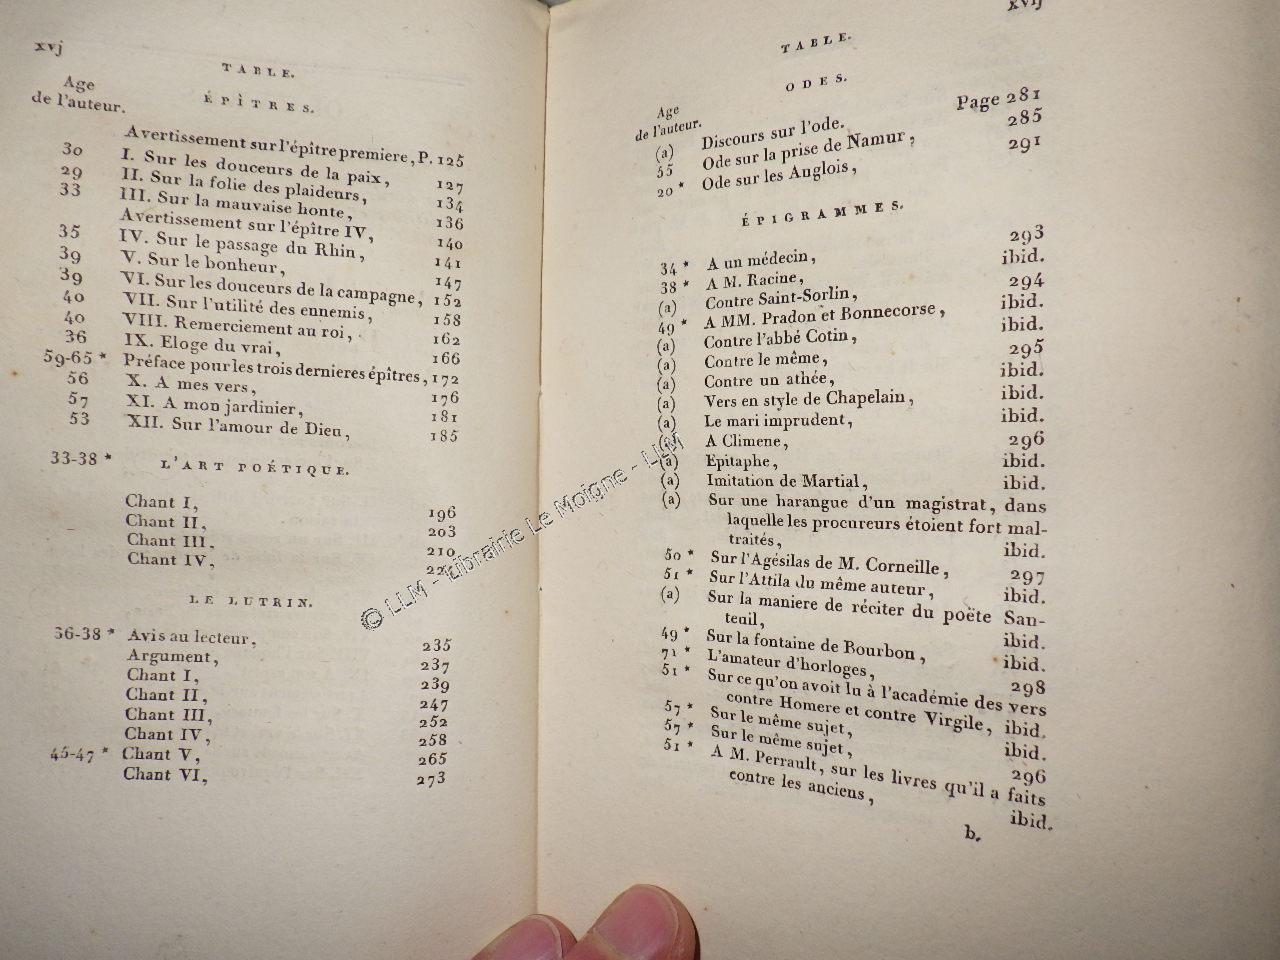 xvj
TABLE.
Age
de l'auteur.
ÉPÎTRES.
Avertissement sur l'épître premiere, P. 125
30 I. Sur les douceurs de la paix, 127
29 II. Sur la folie des plaideurs, 134
33 III. Sur la mauvaise honte, 136
Avertissement sur l'épître IV, 140
35 IV. Sur le passage du Rhin, 141
39 V. Sur le bonheur, 147
39 VI. Sur les douceurs de la campagne, 152
40 VII. Sur l'utilité des ennemis, 158
40 VIII. Remerciement au roi, 162
36 IX. Eloge du vrai, 166
59-65 * Préface pour les trois dernieres épîtres, 172
56 X. A mes vers, 176
57 XI. A mon jardinier, 181
53 XII. Sur l'amour de Dieu, 185
33-38 * L'ART POÉTIQUE.
Chant I, 196
Chant II, 203
Chant III, 210
Chant IV,
LE LUTRIN.
36-38 * Avis au lecteur, 235
Argument, 237
Chant I, 239
Chant II, 247
Chant III, 252
Chant IV, 258
45-47 * Chant V, 265
Chant VI, 273
xvij
TABLE.
ODES.
Age
de l'auteur.
(a) Discours sur l'ode. Page 281
55 Ode sur la prise de Namur, 285
20 * Ode sur les Anglois, 291
ÉPIGRAMMES.
34 * A un médecin, 293
38 * A M. Racine, ibid.
(a) Contre Saint-Sorlin, 294
49 * A MM. Pradon et Bonnecorse, ibid.
(a) Contre l'abbé Cotin, ibid.
(a) Contre le même, 295
(a) Contre un athée, ibid.
(a) Vers en style de Chapelain, ibid.
(a) Le mari imprudent, ibid.
(a) A Climene, 296
(a) Epitaphe, ibid.
(a) Imitation de Martial, ibid.
(a) Sur une harangue d'un magistrat, dans
laquelle les procureurs étoient fort mal-
traités, ibid.
50 * Sur l'Agésilas de M. Corneille, 297
51 * Sur l'Attila du même auteur, ibid.
(a) Sur la maniere de réciter du poëte San-
teuil, ibid.
49 * Sur la fontaine de Bourbon, ibid.
71 * L'amateur d'horloges, 298
51 * Sur ce qu'on avoit lu à l'académie des vers
contre Homere et contre Virgile, ibid.
57 * Sur le même sujet, ibid.
57 * Sur le même sujet, 296
51 * A M. Perrault, sur les livres qu'il a faits
contre les anciens, ibid.
b.
© LLM - Librairie Le Moigne - LLM